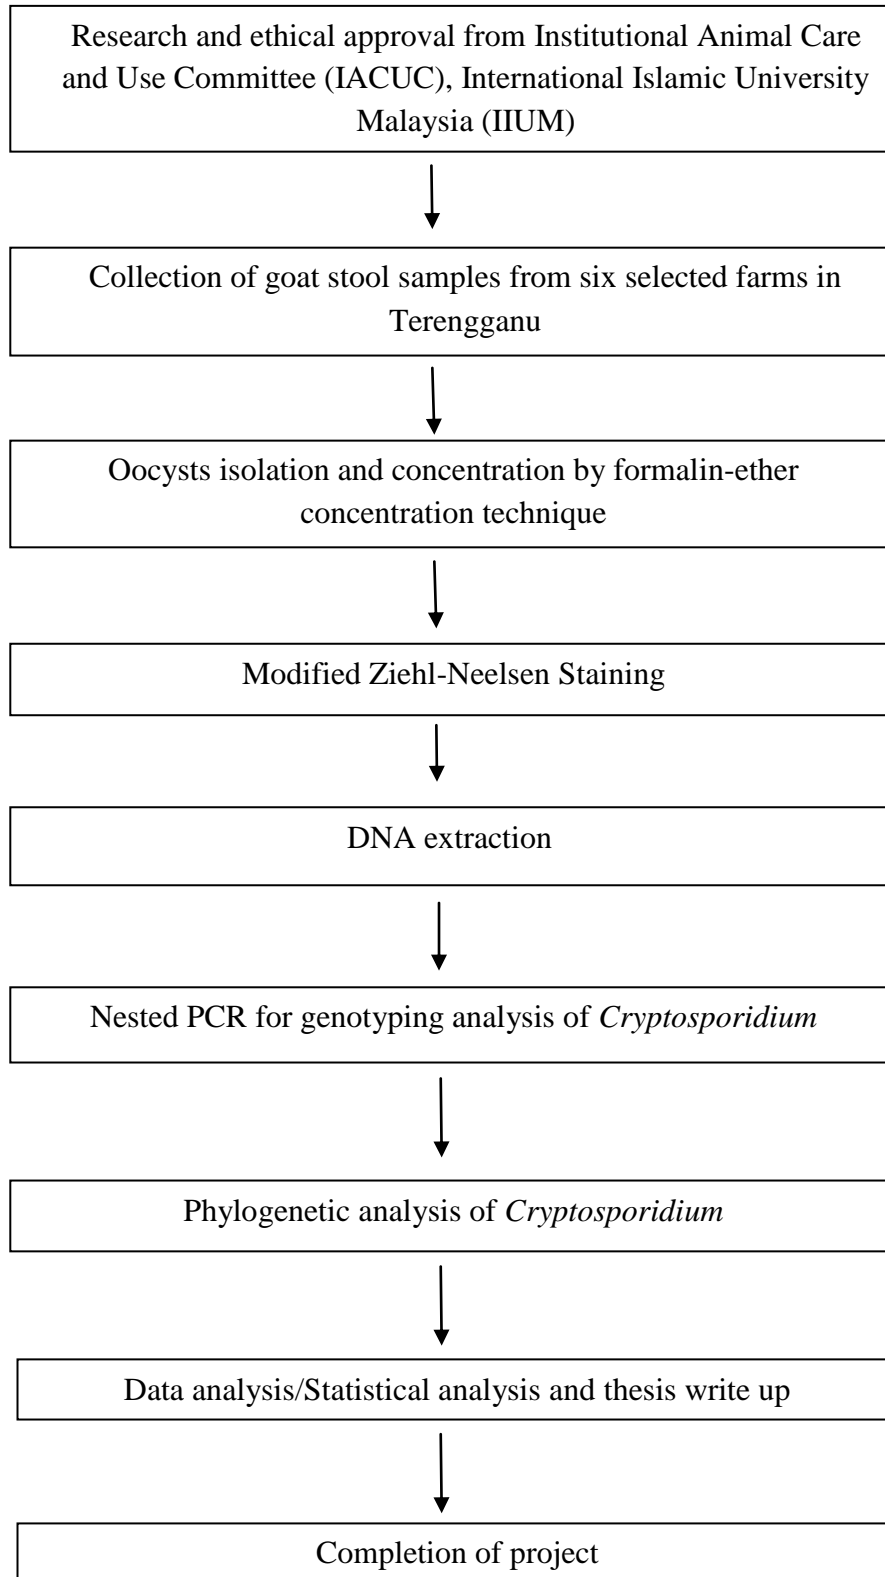 Research and ethical approval from Institutional Animal Care
and Use Committee (IACUC), International Islamic University
Malaysia (IIUM)
Collection of goat stool samples from six selected farms in
Terengganu
Oocysts isolation and concentration by formalin-ether
concentration technique
Modified Ziehl-Neelsen Staining
DNA extraction
Nested PCR for genotyping analysis of Cryptosporidium
Phylogenetic analysis of Cryptosporidium
Data analysis/Statistical analysis and thesis write up
Completion of project